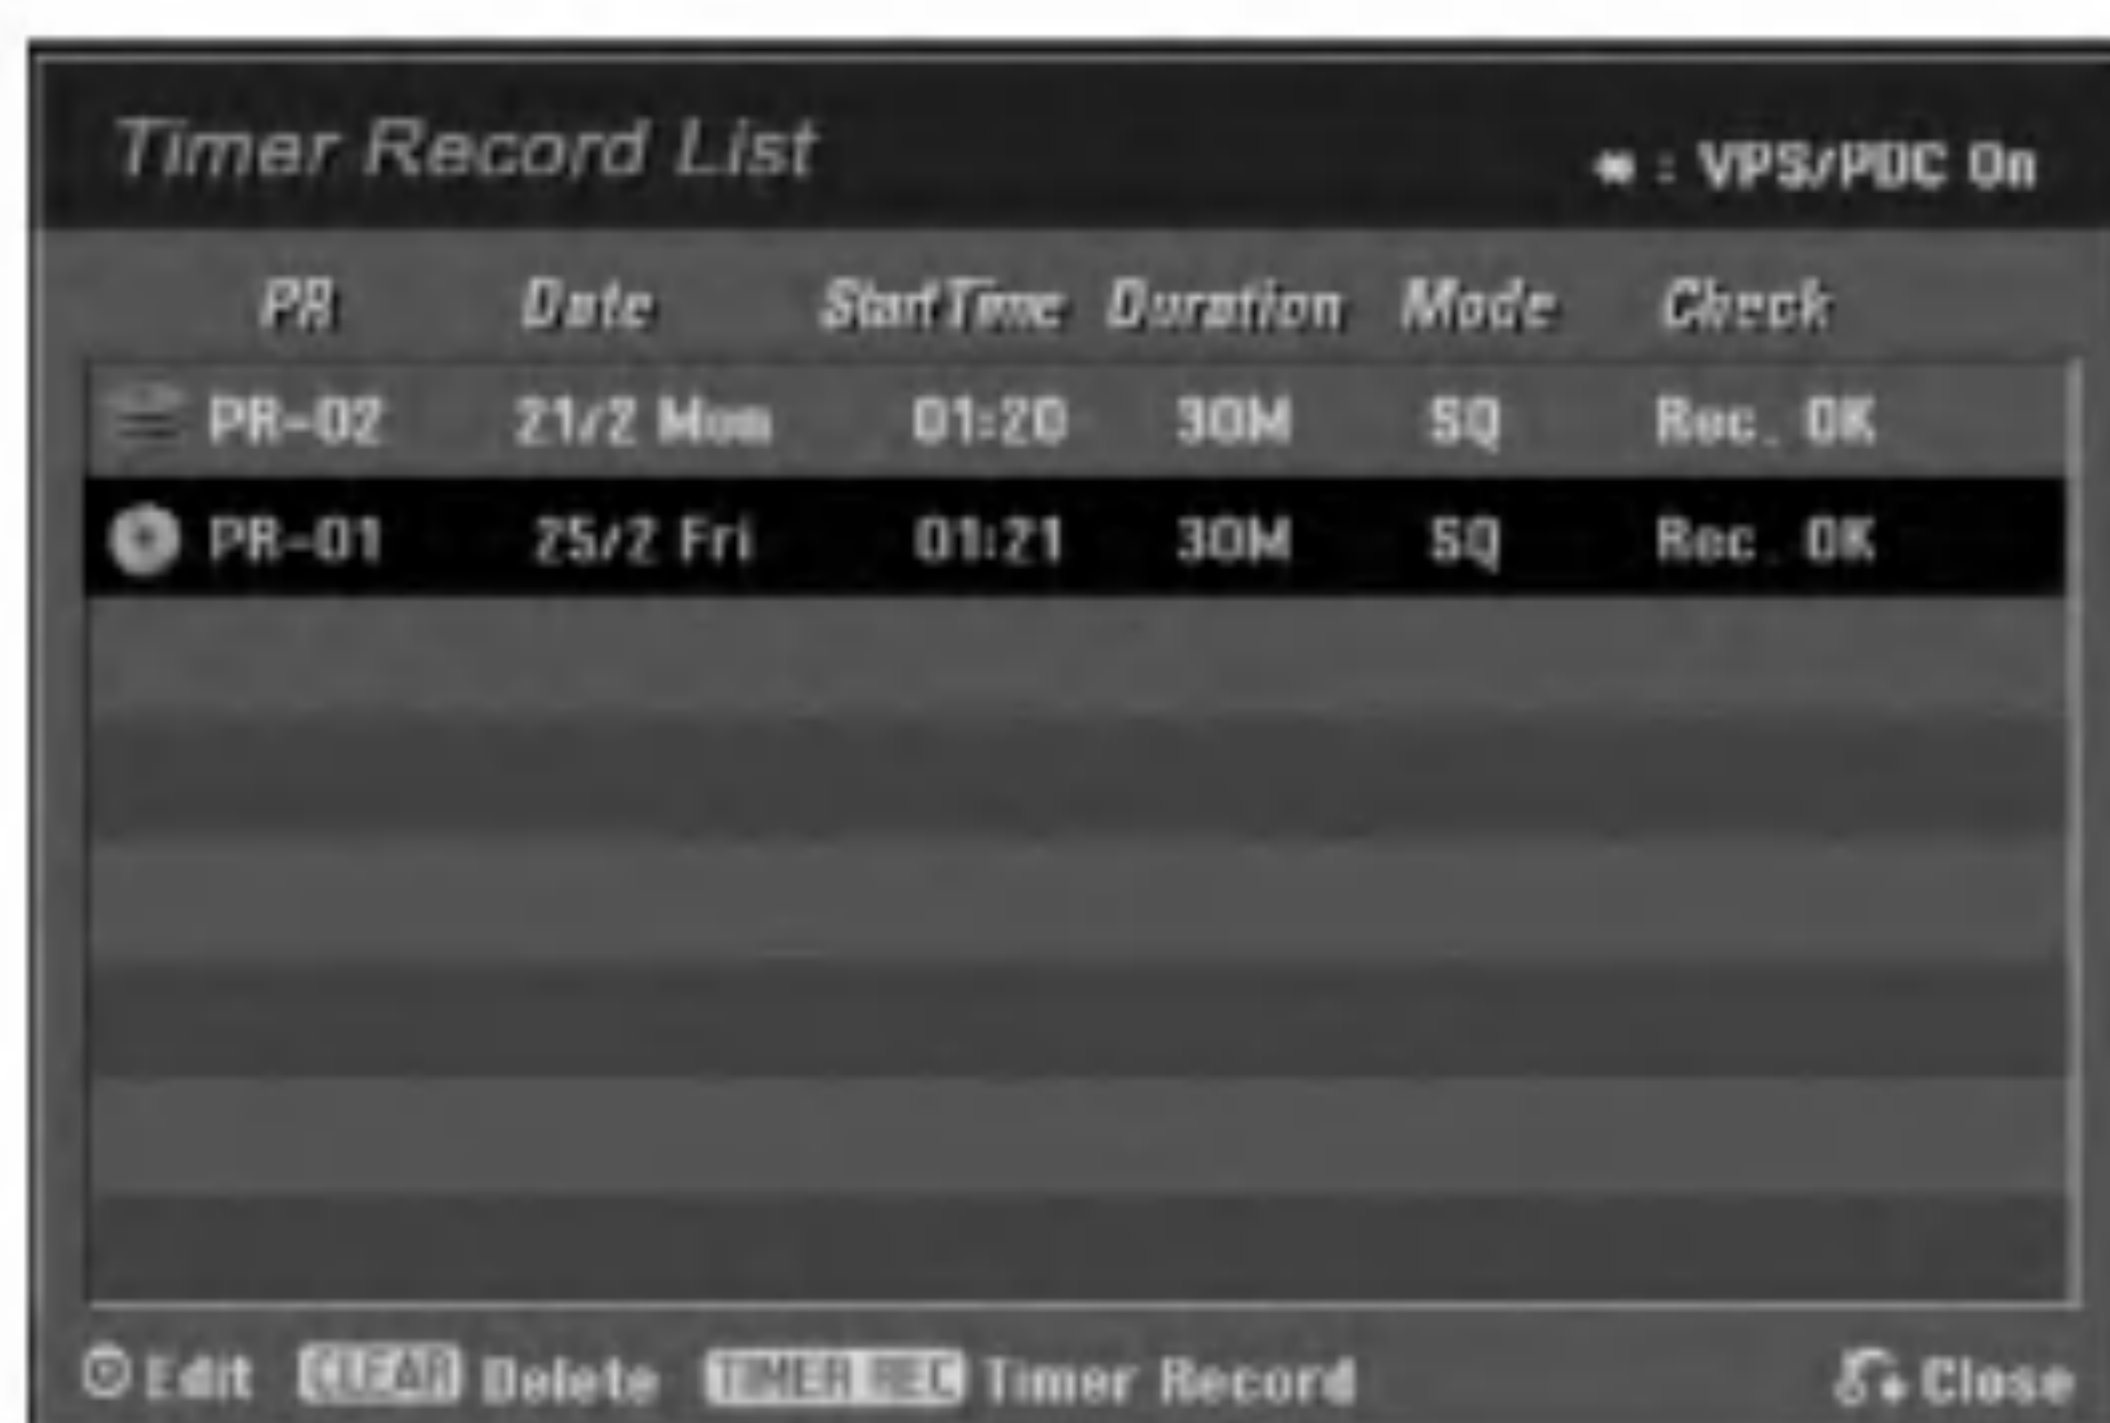 Timer Record List
* : VPS/PDC On
PR Date Start Time Duration Mode Check
PR-02 21/2 Mon 01:20 30M SQ Rec. OK
PR-01 25/2 Fri 01:21 30M SQ Rec. OK
Edit CLEAR Delete TIMER REC Timer Record Close